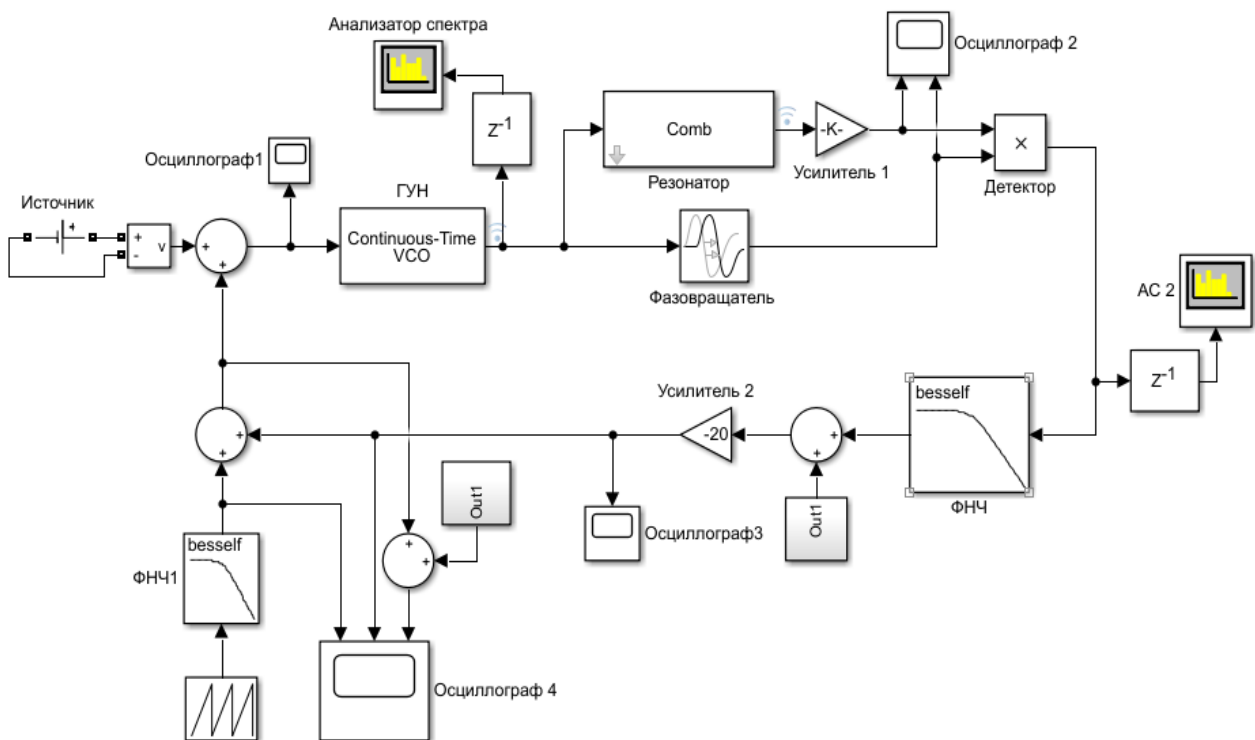 Анализатор спектра
Осциллограф 2
Z-1
Comb
-K-
×
Осциллограф1
Резонатор
Усилитель 1
Детектор
Источник
ГУН
+
-
v
+
+
Continuous-Time
VCO
Фазовращатель
АС 2
Z-1
Усилитель 2
besself
-20
+
+
+
+
Out1
Out1
ФНЧ
Осциллограф3
besself
+
+
ФНЧ1
Осциллограф 4